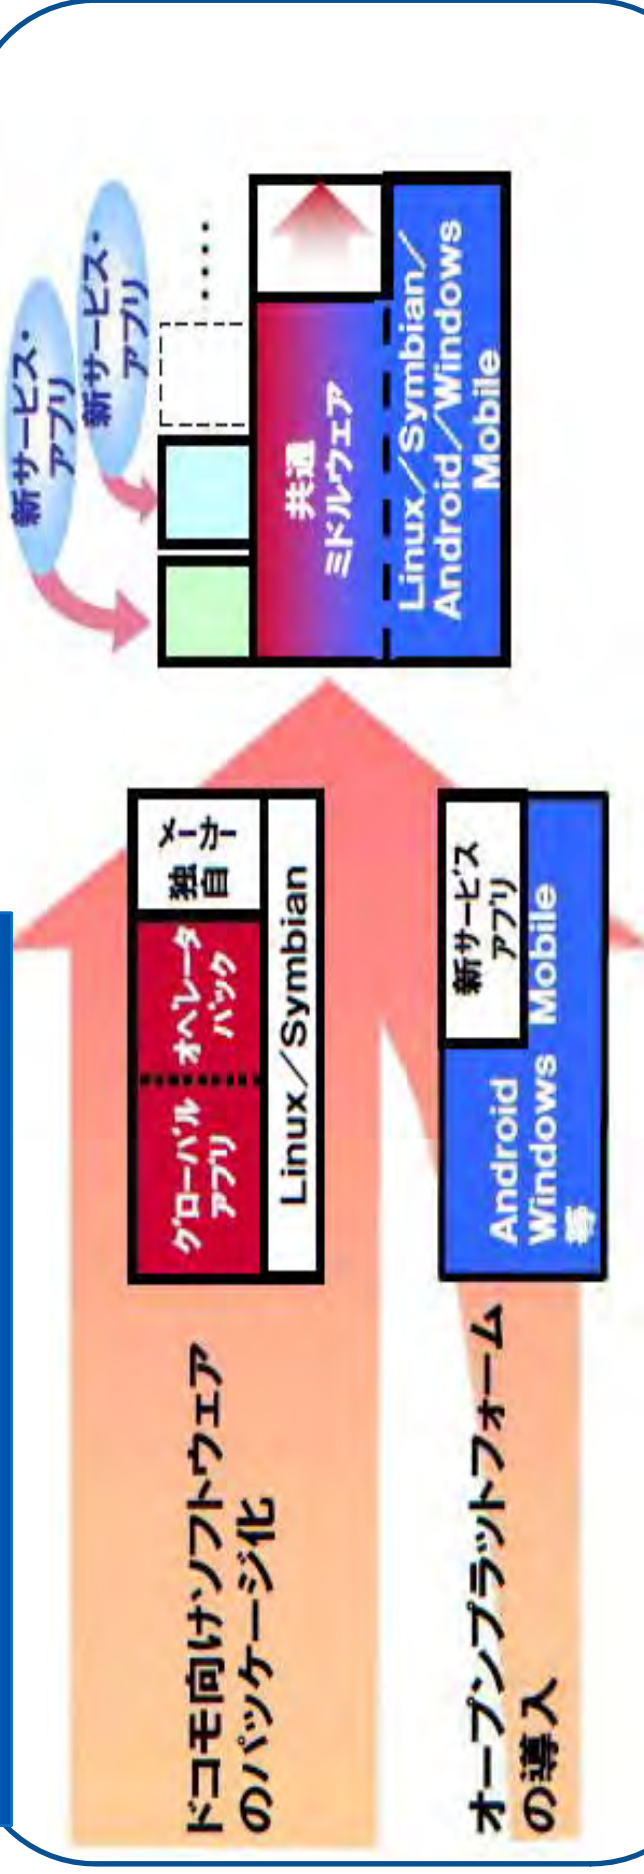 ドコモ向けソフトウェア
のパッケージ化
グローバル
アプリ
オペレータ
パック
メーカー
独自
Linux／Symbian
オープンプラットフォーム
の導入
Android
Windows Mobile
等
新サービス
アプリ
新サービス・
アプリ
新サービス・
アプリ
‥‥
共通
ミドルウェア
Linux／Symbian／
Android／Windows
Mobile